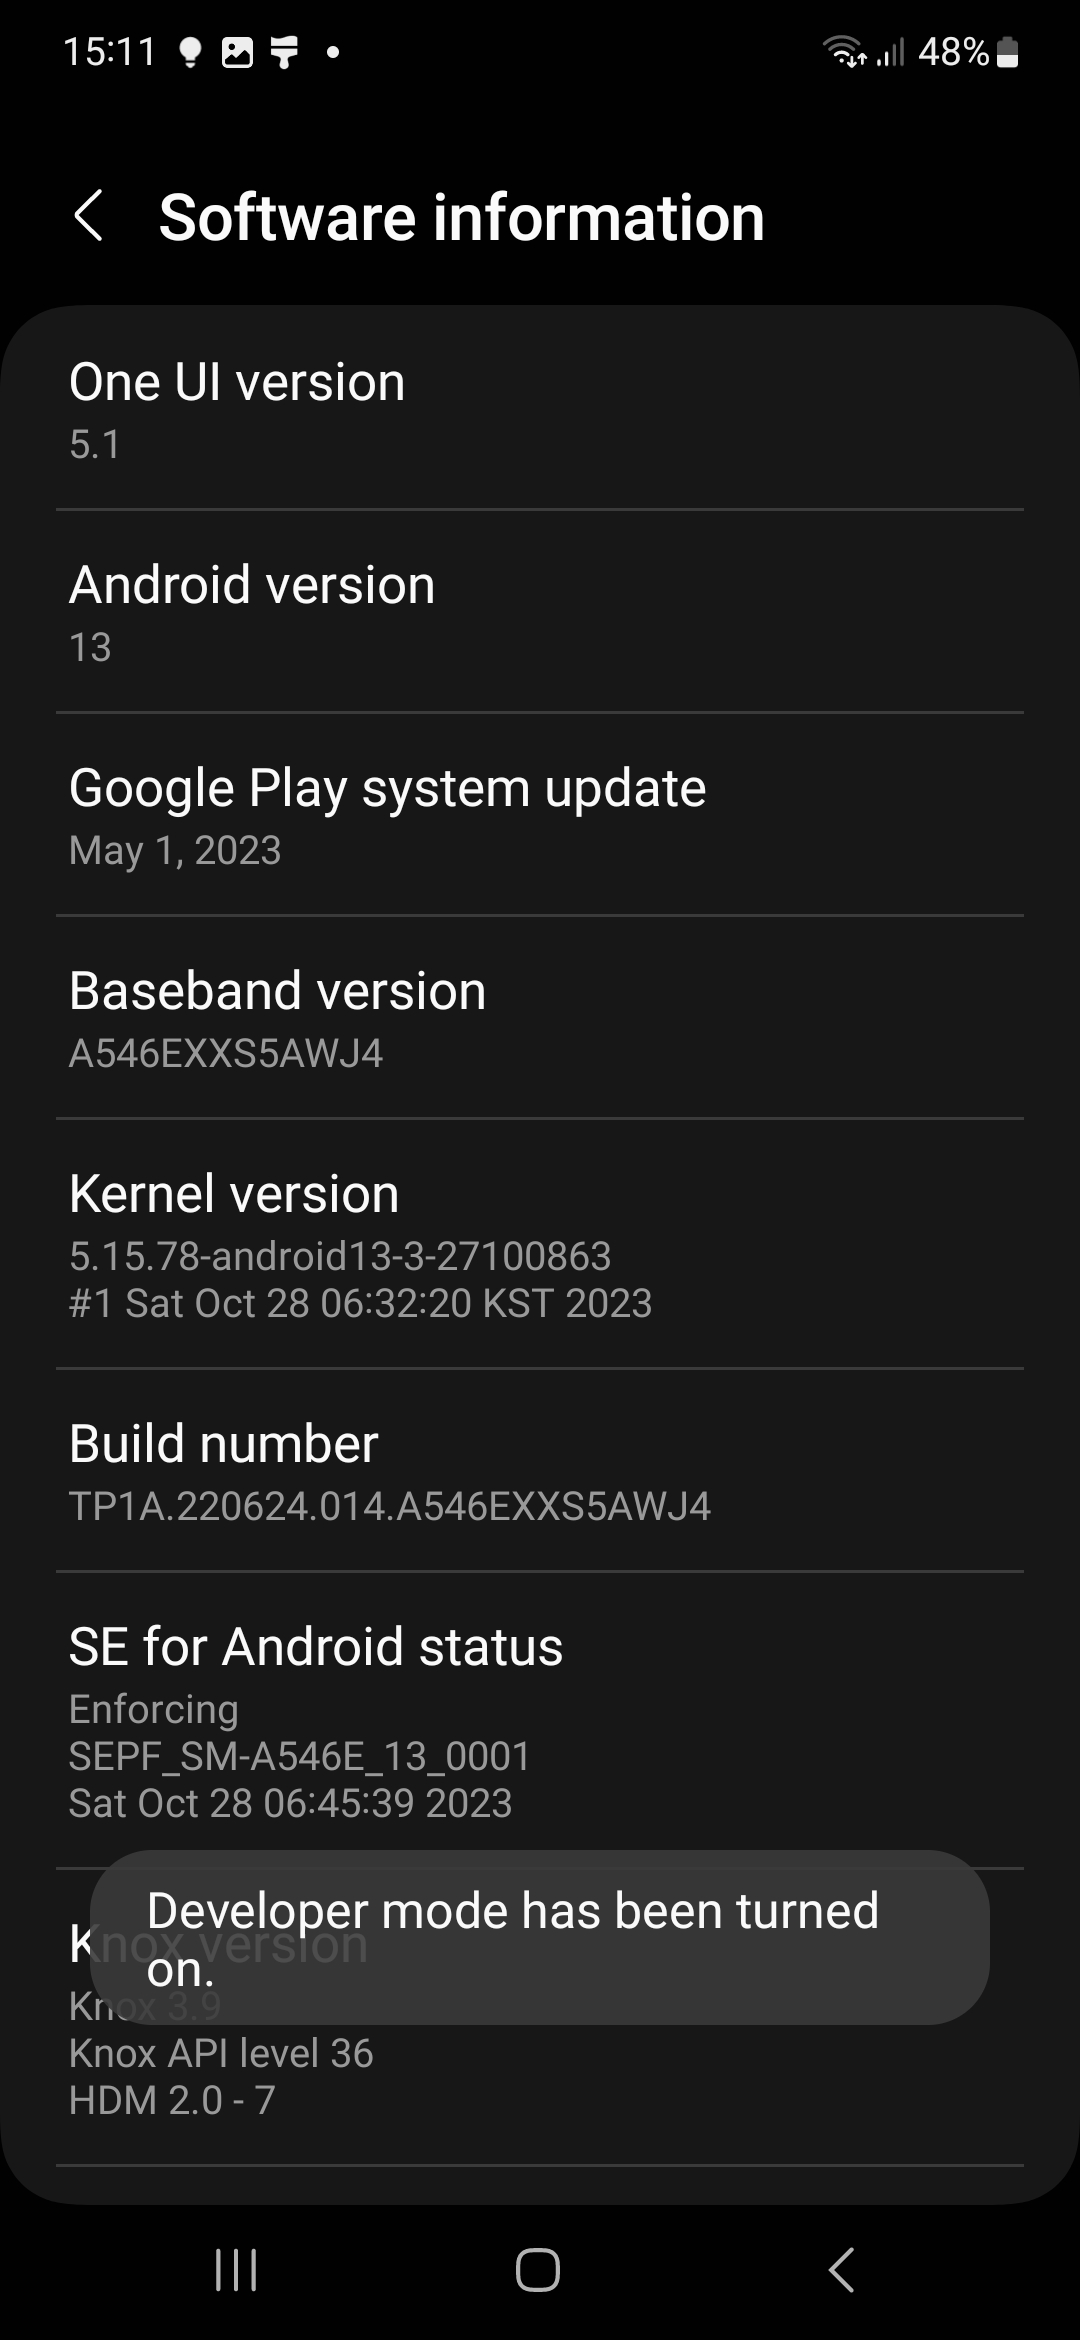 15:11
48%
Software information
One UI version
5.1
Android version
13
Google Play system update
May 1, 2023
Baseband version
A546EXXS5AWJ4
Kernel version
5.15.78-android13-3-27100863
#1 Sat Oct 28 06:32:20 KST 2023
Build number
TP1A.220624.014.A546EXXS5AWJ4
SE for Android status
Enforcing
SEPF_SM-A546E_13_0001
Sat Oct 28 06:45:39 2023
Developer mode has been turned
on.
Knox version
Knox 3.9
Knox API level 36
HDM 2.0 - 7